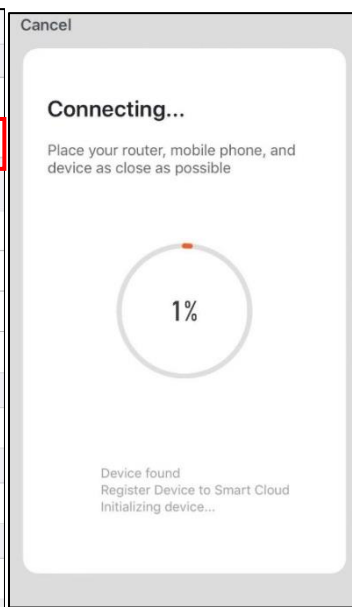 Cancel
Connecting...
Place your router, mobile phone, and
device as close as possible
1%
Device found
Register Device to Smart Cloud
Initializing device...